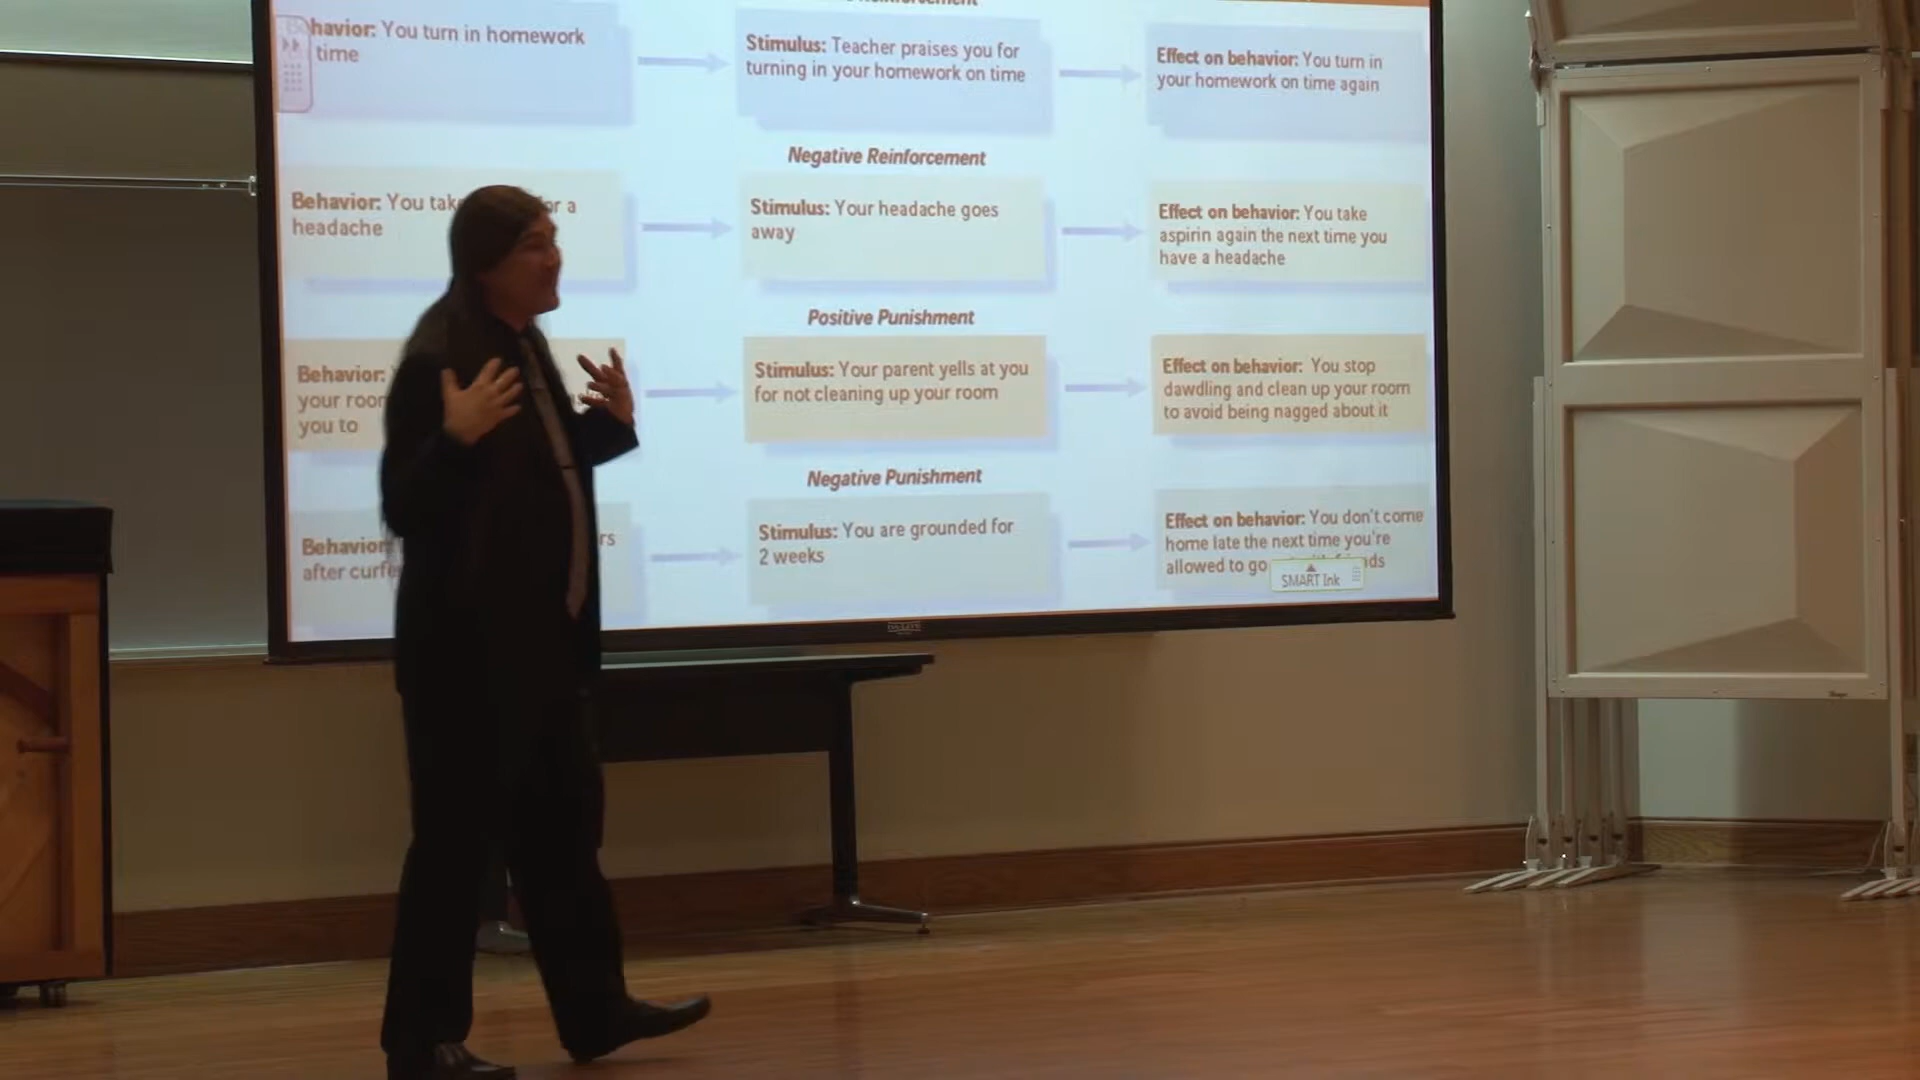 Reinforcement
havior: You turn in homework
time
Stimulus: Teacher praises you for
turning in your homework on time
Effect on behavior: You turn in
your homework on time again
Negative Reinforcement
Behavior: You take or a
headache
Stimulus: Your headache goes
away
Effect on behavior: You take
aspirin again the next time you
have a headache
Positive Punishment
Behavior:
your room
you to
Stimulus: Your parent yells at you
for not cleaning up your room
Effect on behavior: You stop
dawdling and clean up your room
to avoid being nagged about it
Negative Punishment
Behavior rs
after curfe
Stimulus: You are grounded for
2 weeks
Effect on behavior: You don't come
home late the next time you're
allowed to go
SMART Ink